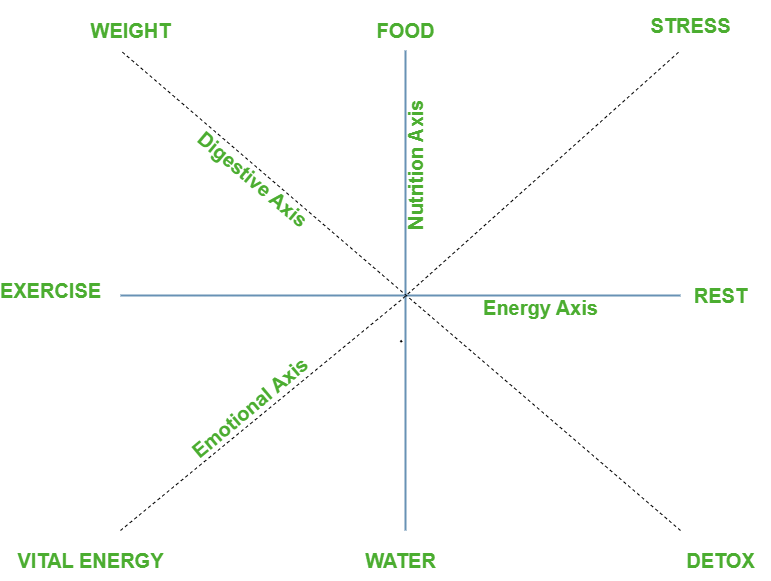 WEIGHT
FOOD
STRESS
Digestive Axis
Nutrition Axis
EXERCISE
REST
Energy Axis
Emotional Axis
VITAL ENERGY
WATER
DETOX